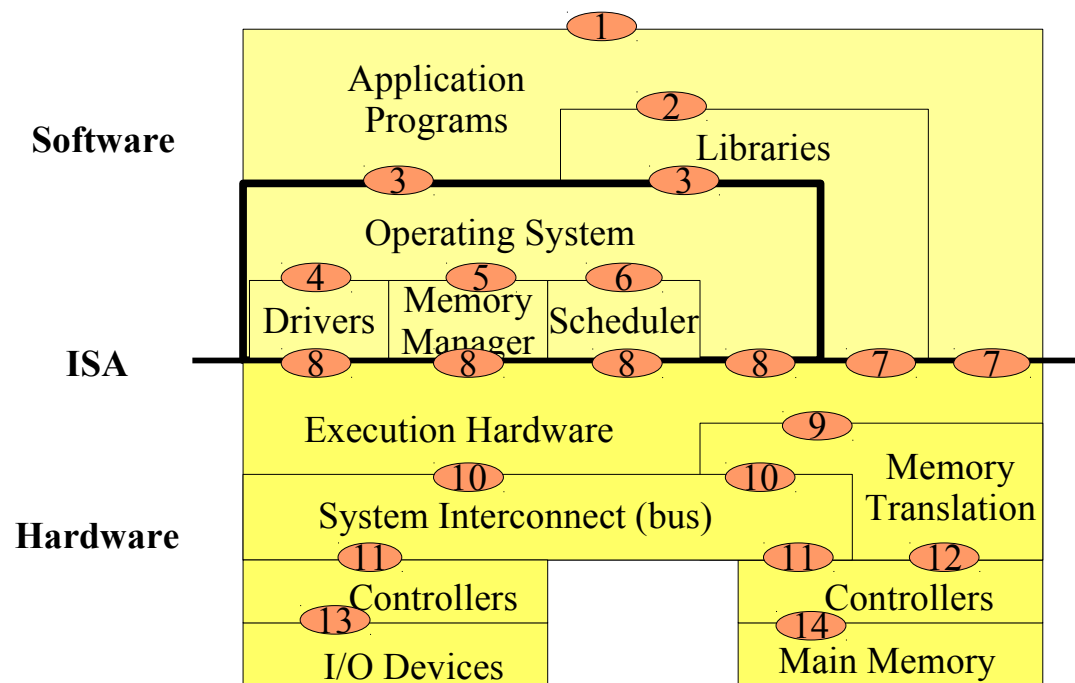 1
Application
Programs
2
Software
Libraries
3
3
Operating System
4
5
6
Drivers
Memory
Manager
Scheduler
ISA
8
8
8
8
7
7
Execution Hardware
9
10
10
Memory
Translation
System Interconnect (bus)
Hardware
11
11
12
Controllers
Controllers
13
14
I/O Devices
Main Memory